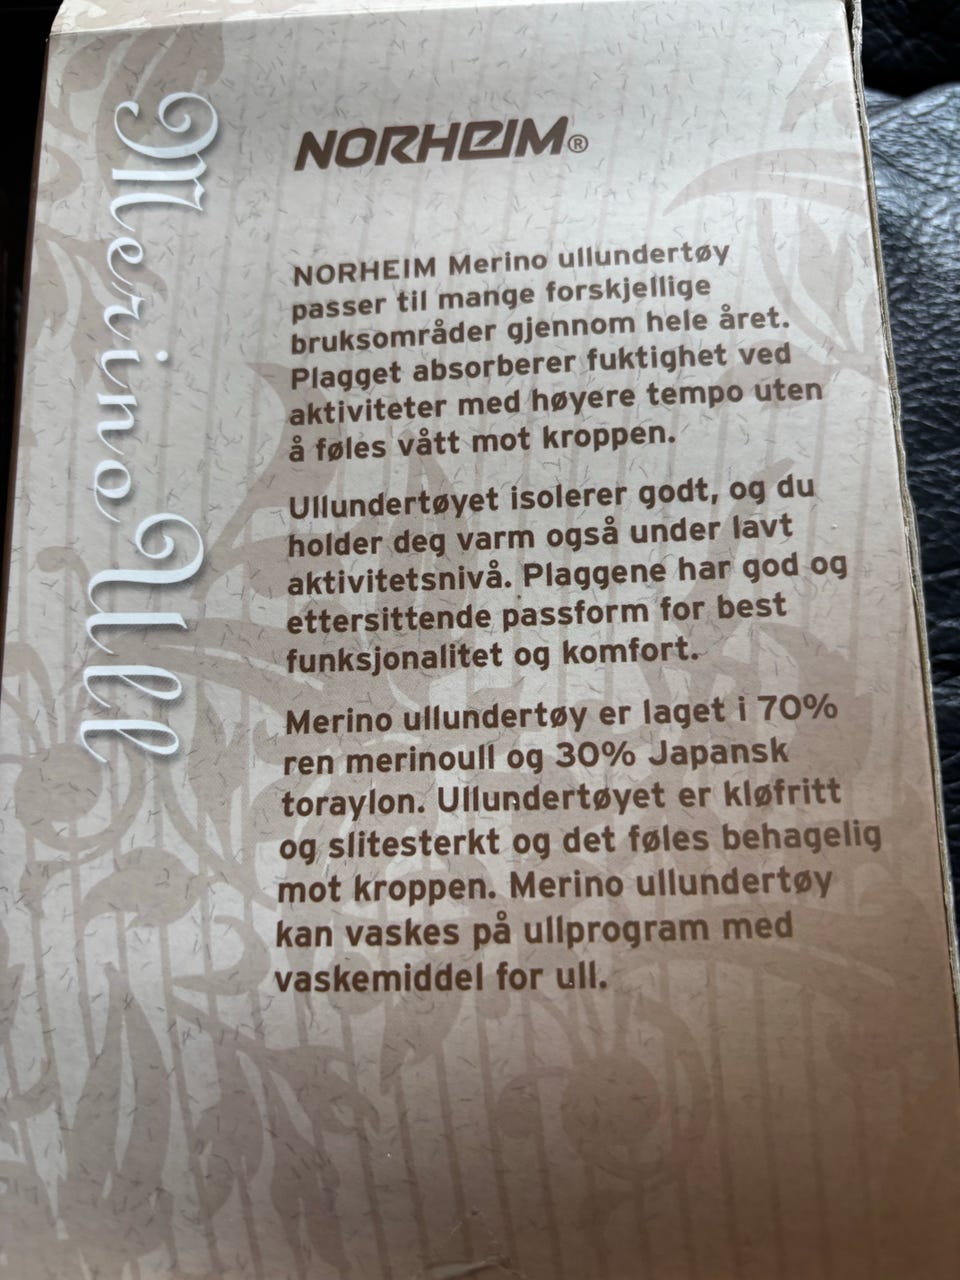 Merino Ull
NORHEIM®
NORHEIM Merino ullundertøy
passer til mange forskjellige
bruksområder gjennom hele året.
Plagget absorberer fuktighet ved
aktiviteter med høyere tempo uten
å føles vått mot kroppen.
Ullundertøyet isolerer godt, og du
holder deg varm også under lavt
aktivitetsnivå. Plaggene har god og
ettersittende passform for best
funksjonalitet og komfort.
Merino ullundertøy er laget i 70%
ren merinoull og 30% Japansk
toraylon. Ullundertøyet er kløfritt
og slitesterkt og det føles behagelig
mot kroppen. Merino ullundertøy
kan vaskes på ullprogram med
vaskemiddel for ull.